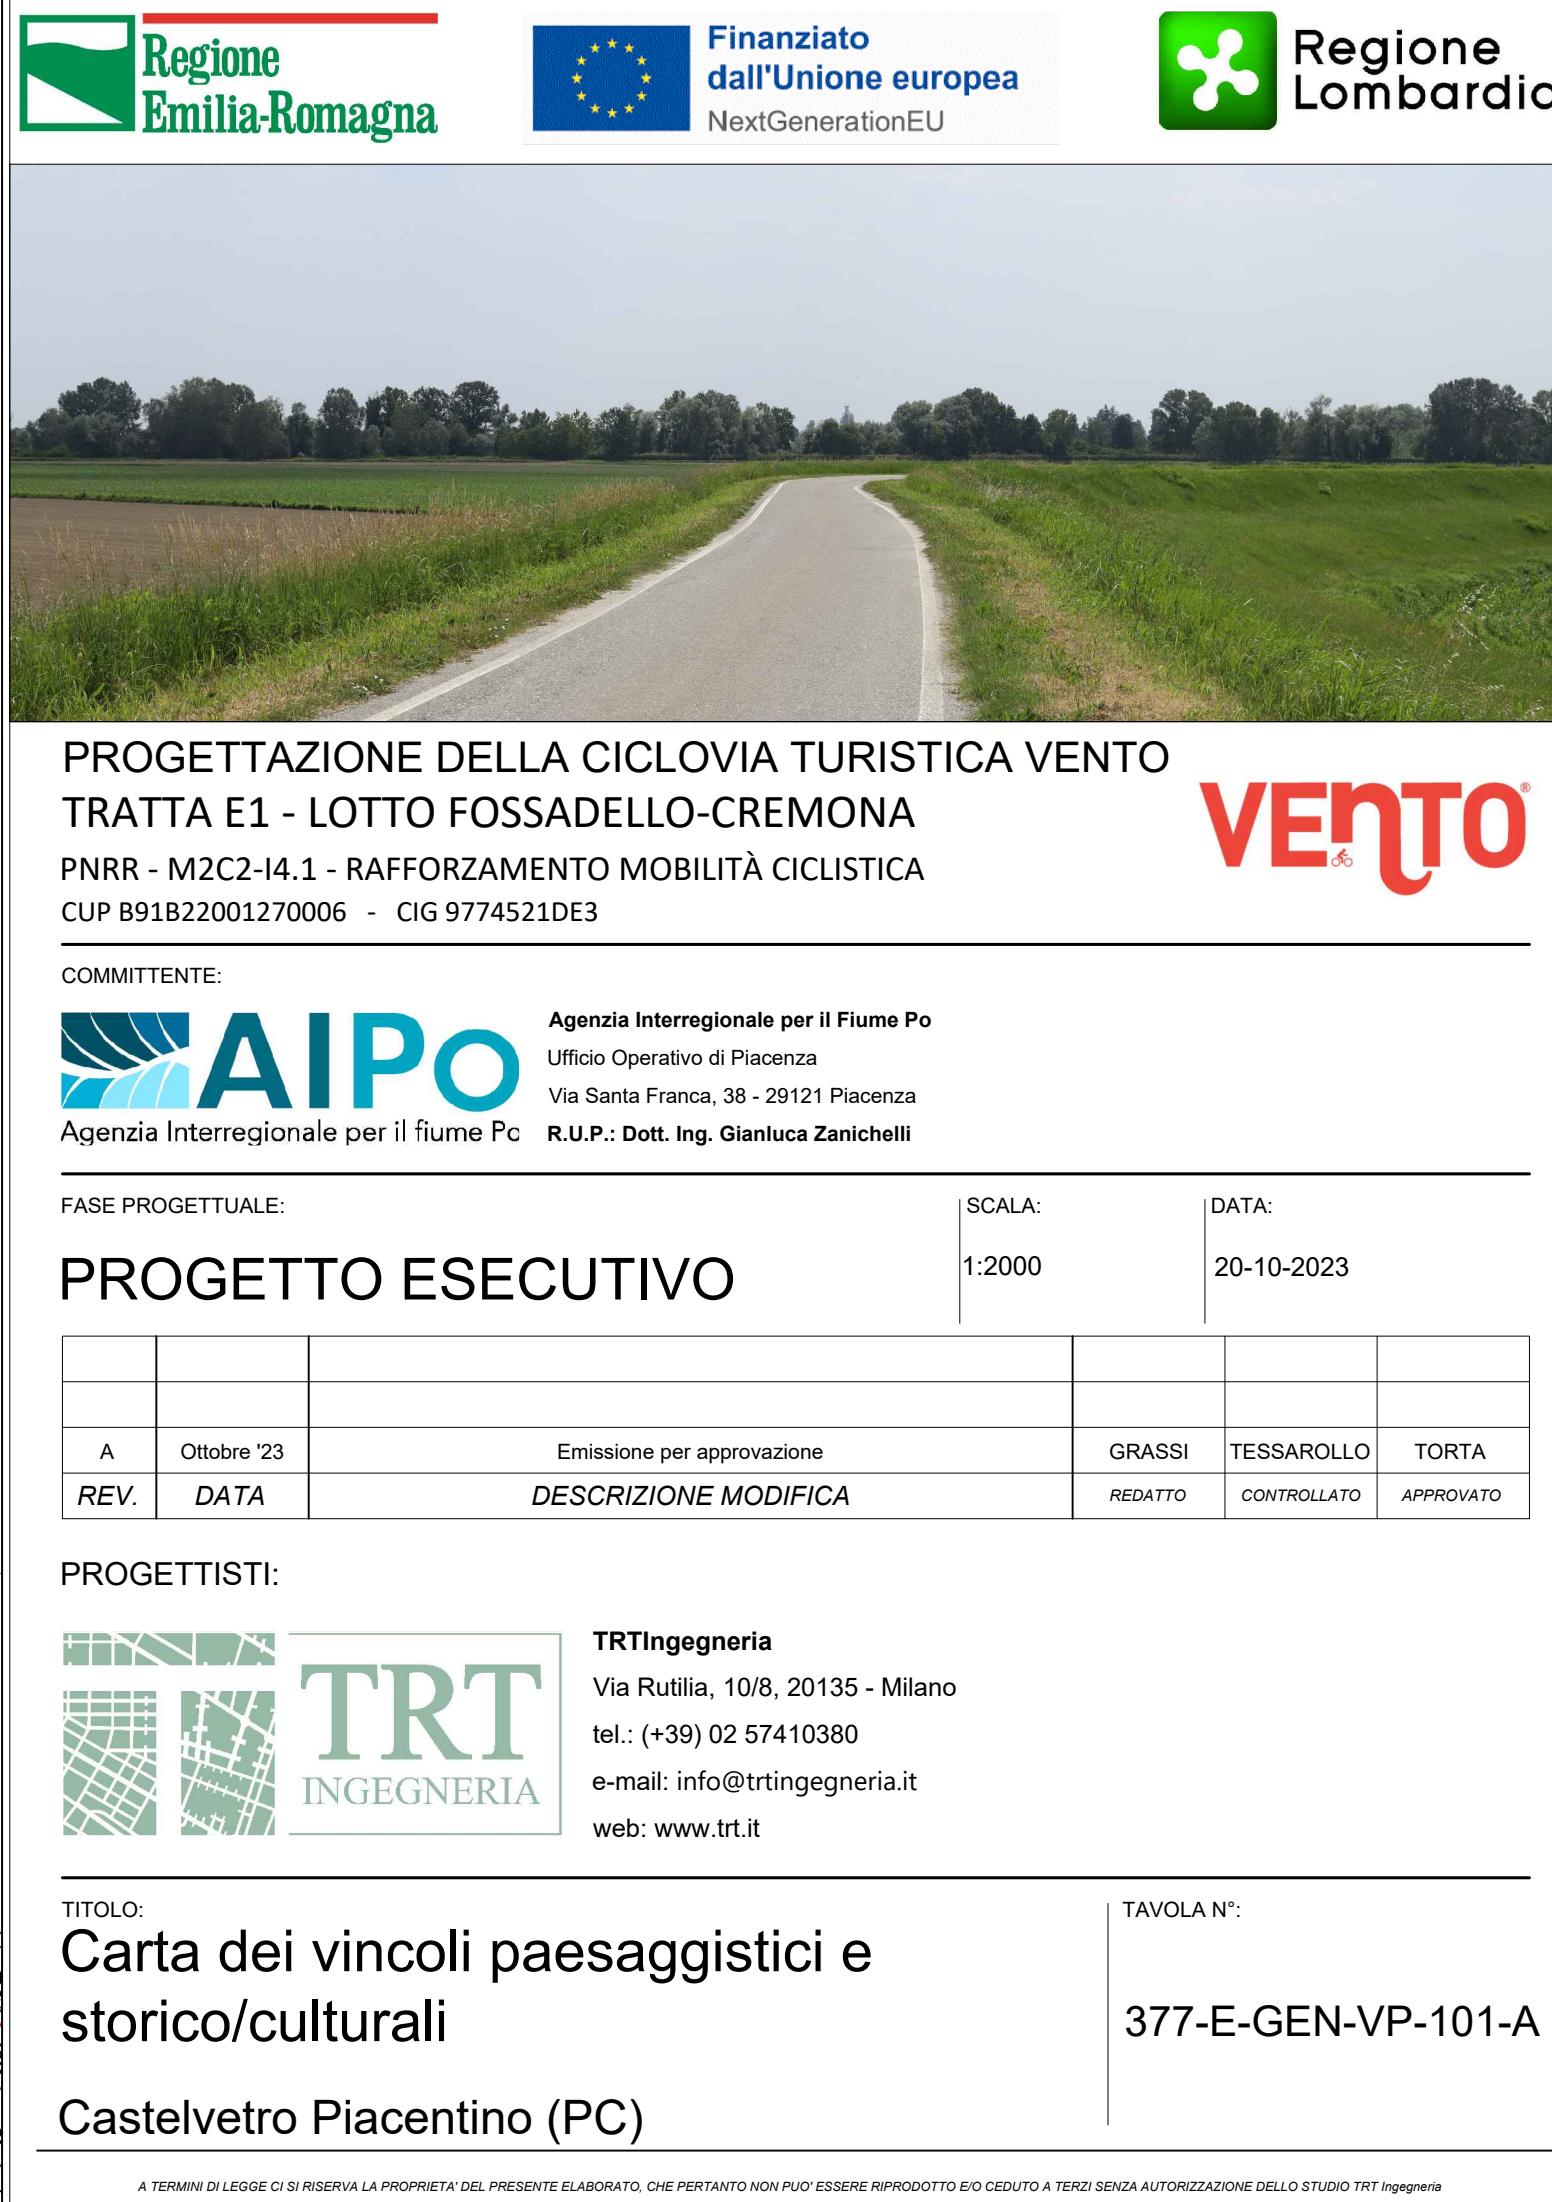 Regione
Emilia-Romagna
Finanziato
dall'Unione europea
NextGenerationEU
Regione
Lombardia
PROGETTAZIONE DELLA CICLOVIA TURISTICA VENTO
TRATTA E1 - LOTTO FOSSADELLO-CREMONA
PNRR - M2C2-I4.1 - RAFFORZAMENTO MOBILITÀ CICLISTICA
CUP B91B22001270006 - CIG 9774521DE3
VENTO®
COMMITTENTE:
AIPo
Agenzia Interregionale per il fiume Po
Agenzia Interregionale per il Fiume Po
Ufficio Operativo di Piacenza
Via Santa Franca, 38 - 29121 Piacenza
R.U.P.: Dott. Ing. Gianluca Zanichelli
FASE PROGETTUALE:
PROGETTO ESECUTIVO
SCALA:
1:2000
DATA:
20-10-2023
A Ottobre '23 Emissione per approvazione GRASSI TESSAROLLO TORTA
REV. DATA DESCRIZIONE MODIFICA REDATTO CONTROLLATO APPROVATO
PROGETTISTI:
TRT
INGEGNERIA
TRTIngegneria
Via Rutilia, 10/8, 20135 - Milano
tel.: (+39) 02 57410380
e-mail: info@trtingegneria.it
web: www.trt.it
TITOLO:
Carta dei vincoli paesaggistici e
storico/culturali
Castelvetro Piacentino (PC)
TAVOLA N°:
377-E-GEN-VP-101-A
A TERMINI DI LEGGE CI SI RISERVA LA PROPRIETA' DEL PRESENTE ELABORATO, CHE PERTANTO NON PUO' ESSERE RIPRODOTTO E/O CEDUTO A TERZI SENZA AUTORIZZAZIONE DELLO STUDIO TRT Ingegneria